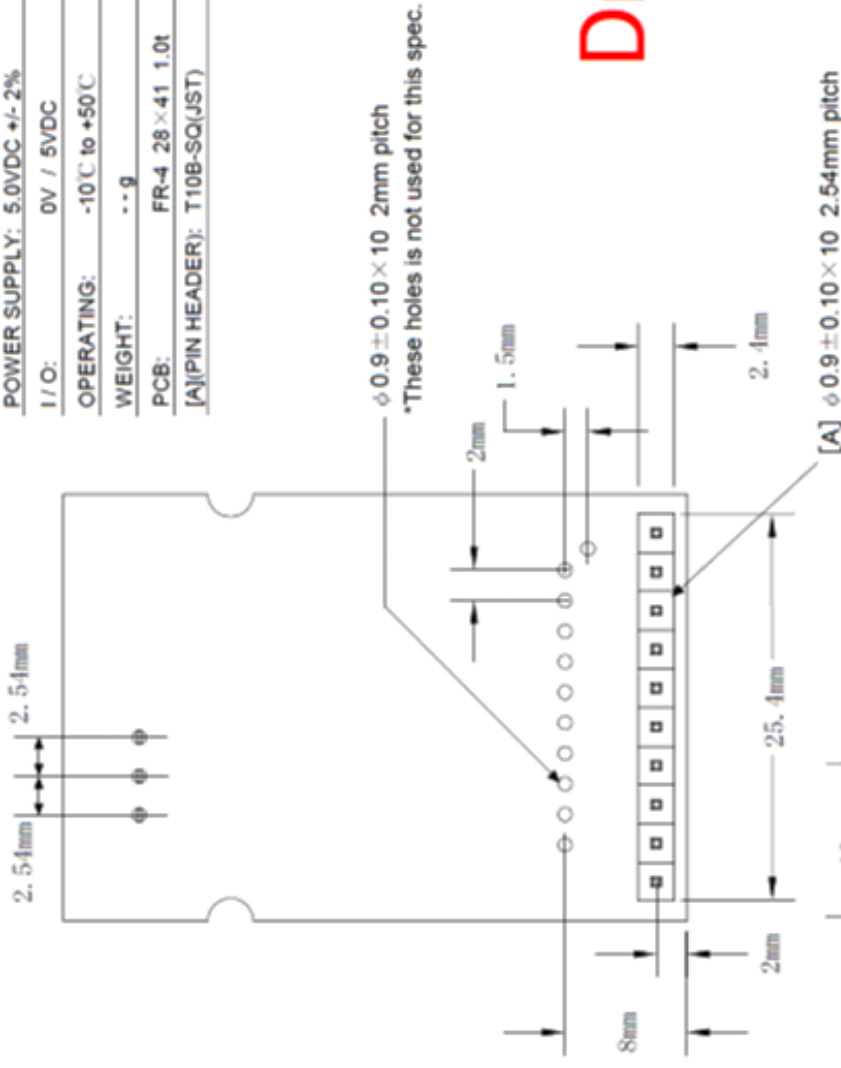 POWER SUPPLY: 5.0VDC +/- 2%
I / O: 0V / 5VDC
OPERATING: -10℃ to +50℃
WEIGHT: - - g
PCB: FR-4 28×41 1.0t
[A](PIN HEADER): T10B-SQ(JST)
D
ϕ0.9±0.10×10 2mm pitch
*These holes is not used for this spec.
2.54mm
2.54mm
2mm
1.5mm
2.4mm
[A] ϕ0.9±0.10×10 2.54mm pitch
25.4mm
2mm
8mm